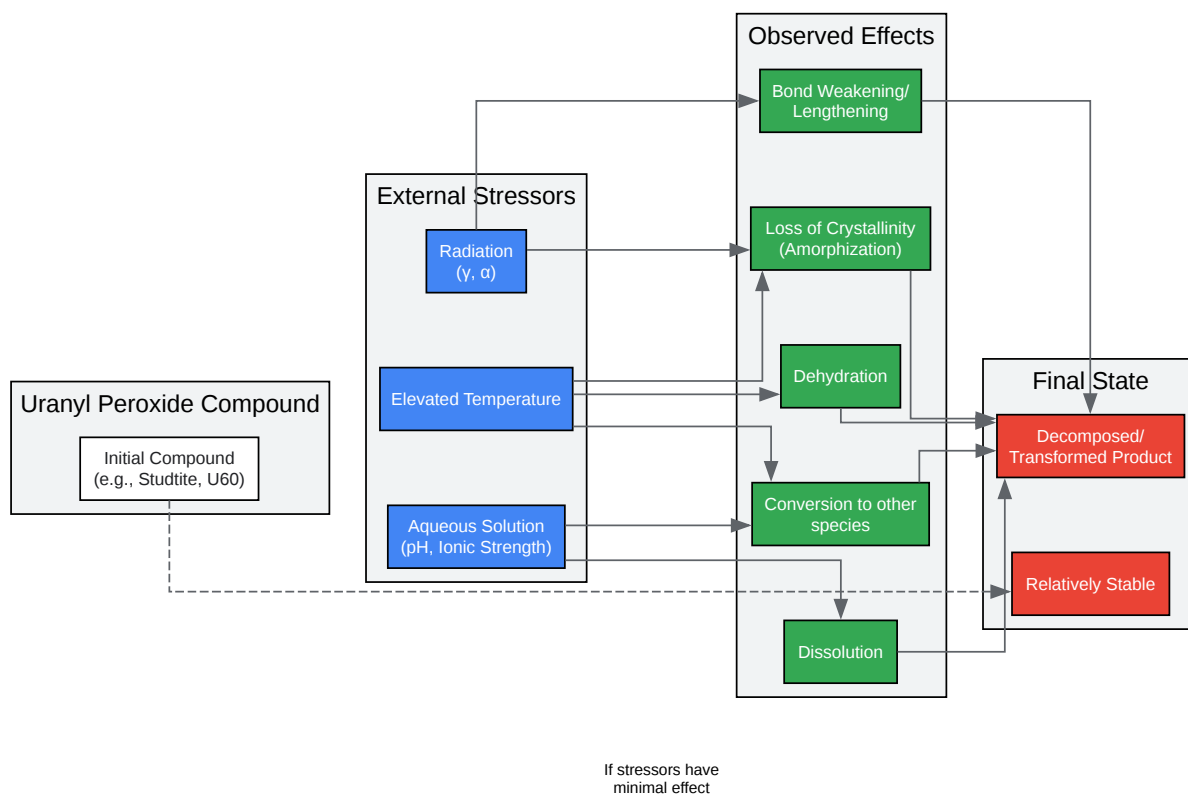 Uranyl Peroxide Compound
Initial Compound
(e.g., Studtite, U60)
External Stressors
Radiation
(γ, α)
Elevated Temperature
Aqueous Solution
(pH, Ionic Strength)
Observed Effects
Bond Weakening/
Lengthening
Loss of Crystallinity
(Amorphization)
Dehydration
Conversion to other
species
Dissolution
Final State
Decomposed/
Transformed Product
Relatively Stable
If stressors have
minimal effect